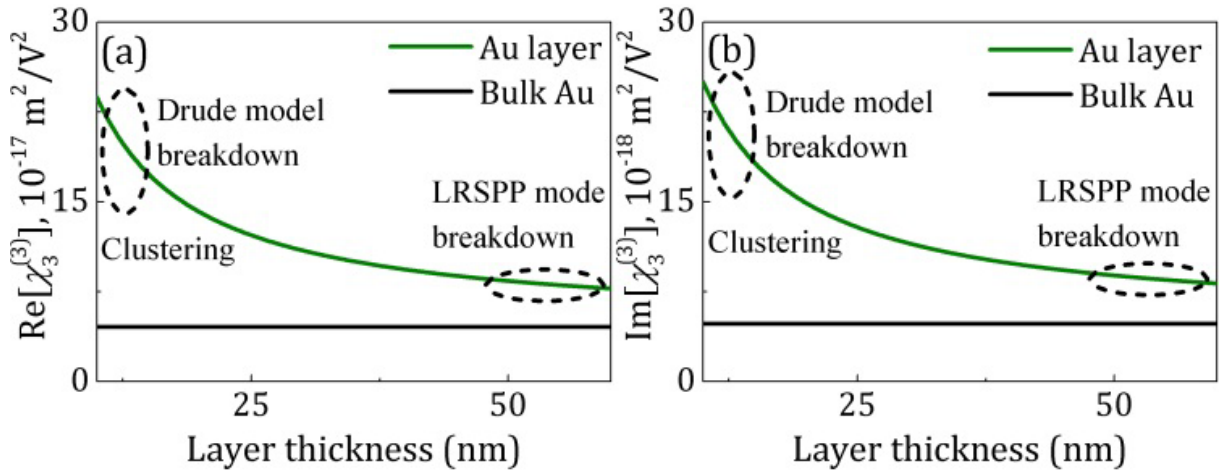 (a)
Au layer
Bulk Au
Drude model
breakdown
Clustering
LRSPP mode
breakdown
30
15
0
25
50
Re[χ₃⁽³⁾], 10⁻¹⁷ m²/V²
Layer thickness (nm)
(b)
Au layer
Bulk Au
Drude model
breakdown
Clustering
LRSPP mode
breakdown
30
15
0
25
50
Im[χ₃⁽³⁾], 10⁻¹⁸ m²/V²
Layer thickness (nm)